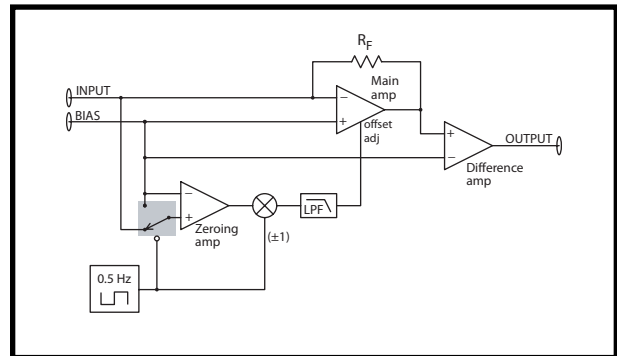 R_F
INPUT
Main
amp
−
BIAS
+
offset
adj
+
OUTPUT
−
Difference
amp
−
+
Zeroing
amp
LPF
(±1)
0.5 Hz